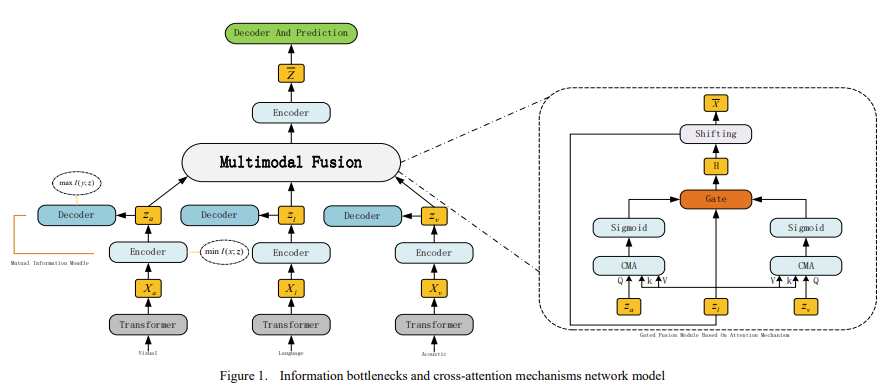 Decoder And Prediction
Z
Encoder
Multimodal Fusion
max I(y;z)
Decoder
z_a
Decoder
z_l
Decoder
z_v
Encoder
min I(x;z)
Encoder
Encoder
Mutual Information Moudle
X_a
X_l
X_v
Transformer
Transformer
Transformer
Visual
Language
Acoustic
X
Shifting
H
Gate
Sigmoid
Sigmoid
CMA
CMA
Q
k
V
V
k
Q
z_a
z_l
z_v
Gated Fusion Module Based On Attention Mechanism
Figure 1. Information bottlenecks and cross-attention mechanisms network model